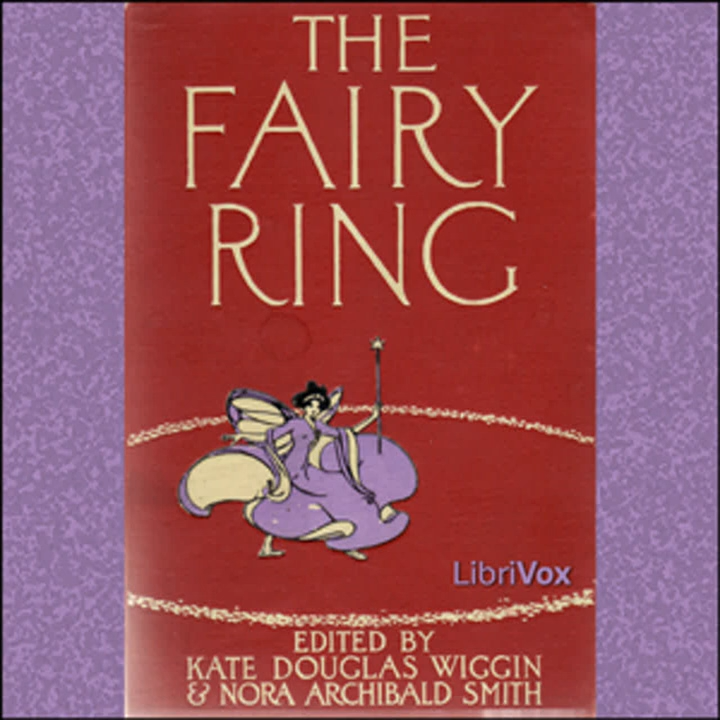 THE
FAIRY
RING
LibriVox
EDITED BY
KATE DOUGLAS WIGGIN
& NORA ARCHIBALD SMITH